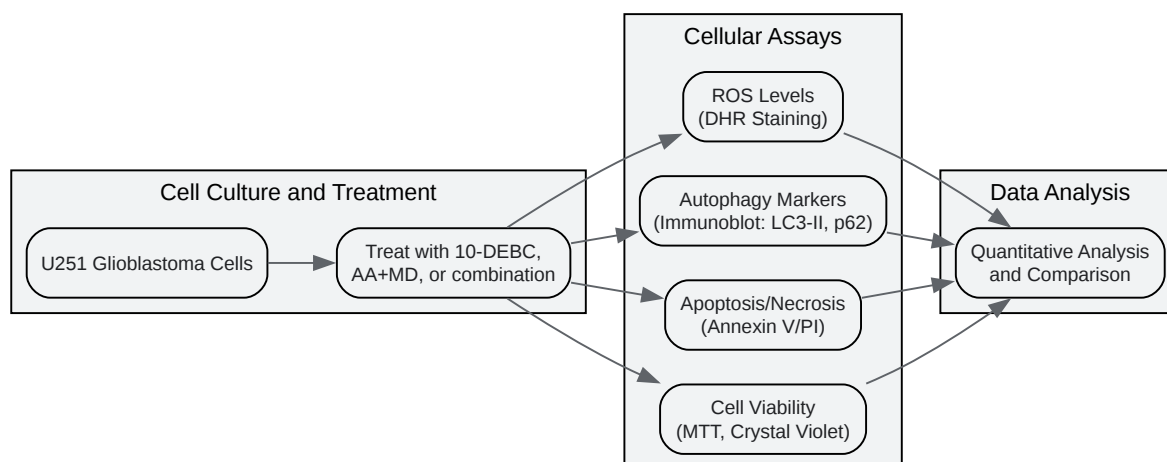 Cell Culture and Treatment
U251 Glioblastoma Cells
Treat with 10-DEBC,
AA+MD, or combination
Cellular Assays
ROS Levels
(DHR Staining)
Autophagy Markers
(Immunoblot: LC3-II, p62)
Apoptosis/Necrosis
(Annexin V/PI)
Cell Viability
(MTT, Crystal Violet)
Data Analysis
Quantitative Analysis
and Comparison